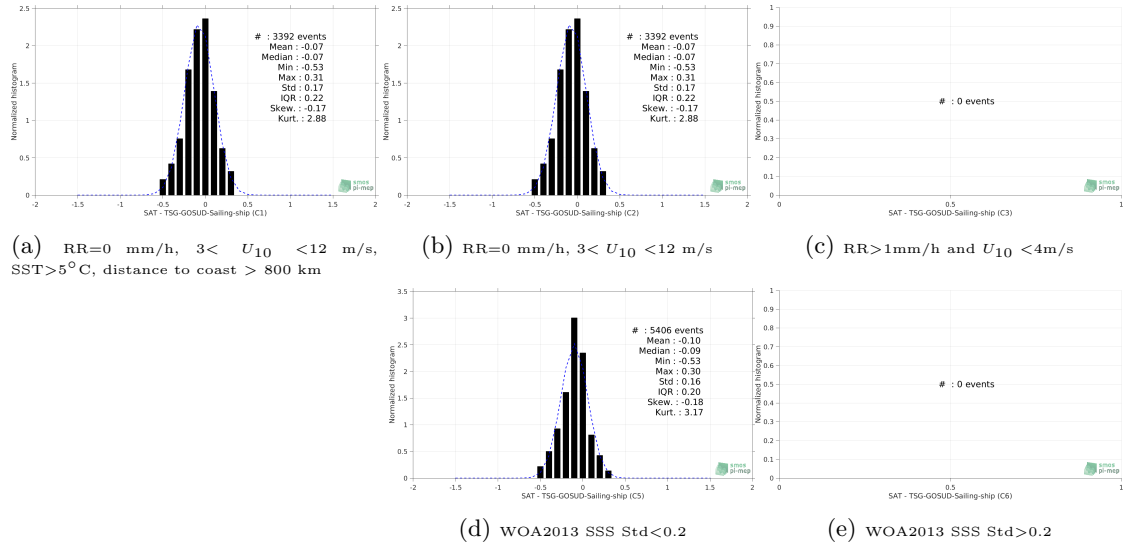 2.5
2
1.5
1
0.5
0
Normalized histogram
# : 3392 events
Mean : -0.07
Median : -0.07
Min : -0.53
Max : 0.31
Std : 0.17
IQR : 0.22
Skew. : -0.17
Kurt. : 2.88
smos
pi-mep
-2 -1.5 -1 -0.5 0 0.5 1 1.5 2
SAT - TSG-GOSUD-Sailing-ship (C1)
(a) RR=0 mm/h, 3< U10 <12 m/s,
SST>5°C, distance to coast > 800 km
2.5
2
1.5
1
0.5
0
Normalized histogram
# : 3392 events
Mean : -0.07
Median : -0.07
Min : -0.53
Max : 0.31
Std : 0.17
IQR : 0.22
Skew. : -0.17
Kurt. : 2.88
smos
pi-mep
-2 -1.5 -1 -0.5 0 0.5 1 1.5 2
SAT - TSG-GOSUD-Sailing-ship (C2)
(b) RR=0 mm/h, 3< U10 <12 m/s
1
0.9
0.8
0.7
0.6
0.5
0.4
0.3
0.2
0.1
0
Normalized histogram
# : 0 events
smos
pi-mep
0 0.5 1
SAT - TSG-GOSUD-Sailing-ship (C3)
(c) RR>1mm/h and U10 <4m/s
3.5
3
2.5
2
1.5
1
0.5
0
Normalized histogram
# : 5406 events
Mean : -0.10
Median : -0.09
Min : -0.53
Max : 0.30
Std : 0.16
IQR : 0.20
Skew. : -0.18
Kurt. : 3.17
smos
pi-mep
-2 -1.5 -1 -0.5 0 0.5 1 1.5 2
SAT - TSG-GOSUD-Sailing-ship (C5)
(d) WOA2013 SSS Std<0.2
1
0.9
0.8
0.7
0.6
0.5
0.4
0.3
0.2
0.1
0
Normalized histogram
# : 0 events
smos
pi-mep
0 0.5 1
SAT - TSG-GOSUD-Sailing-ship (C6)
(e) WOA2013 SSS Std>0.2